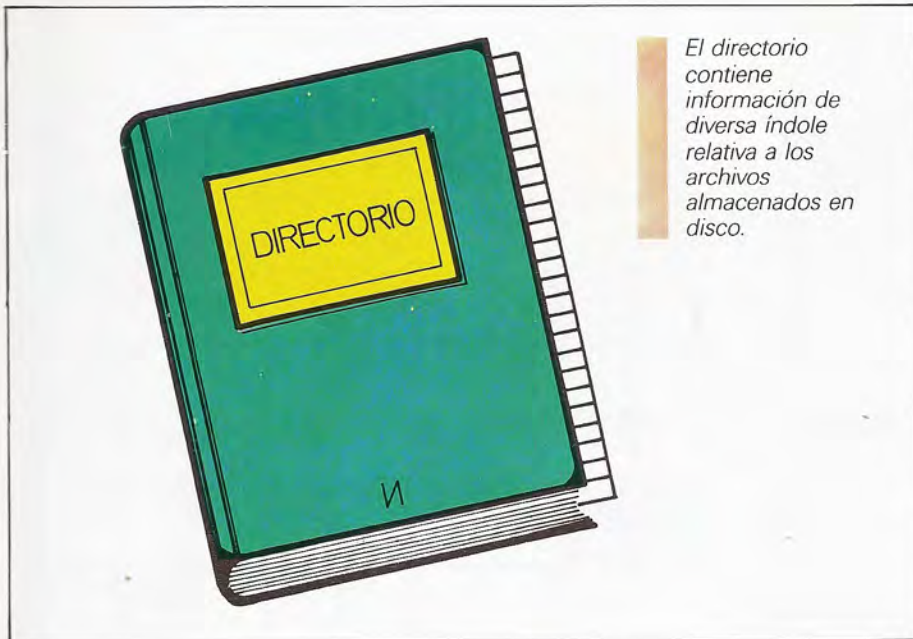 DIRECTORIO
El directorio
contiene
información de
diversa índole
relativa a los
archivos
almacenados en
disco.